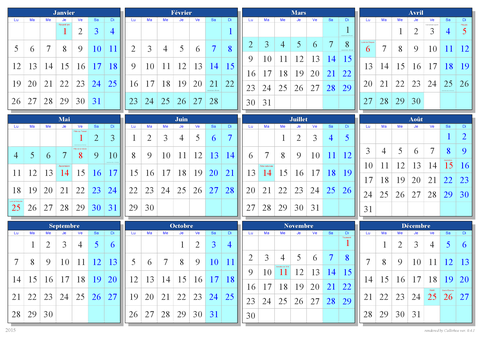 Janvier
Lu Ma Me Je Ve Sa Di
1 2 3 4
5 6 7 8 9 10 11
12 13 14 15 16 17 18
19 20 21 22 23 24 25
26 27 28 29 30 31
Février
Lu Ma Me Je Ve Sa Di
1
2 3 4 5 6 7 8
9 10 11 12 13 14 15
16 17 18 19 20 21 22
23 24 25 26 27 28
Mars
Lu Ma Me Je Ve Sa Di
1
2 3 4 5 6 7 8
9 10 11 12 13 14 15
16 17 18 19 20 21 22
23 24 25 26 27 28 29
30 31
Avril
Lu Ma Me Je Ve Sa Di
1 2 3 4 5
6 7 8 9 10 11 12
13 14 15 16 17 18 19
20 21 22 23 24 25 26
27 28 29 30
Mai
Lu Ma Me Je Ve Sa Di
1 2 3
4 5 6 7 8 9 10
11 12 13 14 15 16 17
18 19 20 21 22 23 24
25 26 27 28 29 30 31
Juin
Lu Ma Me Je Ve Sa Di
1 2 3 4 5 6 7
8 9 10 11 12 13 14
15 16 17 18 19 20 21
22 23 24 25 26 27 28
29 30
Juillet
Lu Ma Me Je Ve Sa Di
1 2 3 4 5
6 7 8 9 10 11 12
13 14 15 16 17 18 19
20 21 22 23 24 25 26
27 28 29 30 31
Août
Lu Ma Me Je Ve Sa Di
1 2
3 4 5 6 7 8 9
10 11 12 13 14 15 16
17 18 19 20 21 22 23
24 25 26 27 28 29 30
31
Septembre
Lu Ma Me Je Ve Sa Di
1 2 3 4 5 6
7 8 9 10 11 12 13
14 15 16 17 18 19 20
21 22 23 24 25 26 27
28 29 30
Octobre
Lu Ma Me Je Ve Sa Di
1 2 3 4
5 6 7 8 9 10 11
12 13 14 15 16 17 18
19 20 21 22 23 24 25
26 27 28 29 30 31
Novembre
Lu Ma Me Je Ve Sa Di
1
2 3 4 5 6 7 8
9 10 11 12 13 14 15
16 17 18 19 20 21 22
23 24 25 26 27 28 29
30
Décembre
Lu Ma Me Je Ve Sa Di
1 2 3 4 5 6
7 8 9 10 11 12 13
14 15 16 17 18 19 20
21 22 23 24 25 26 27
28 29 30 31
2015